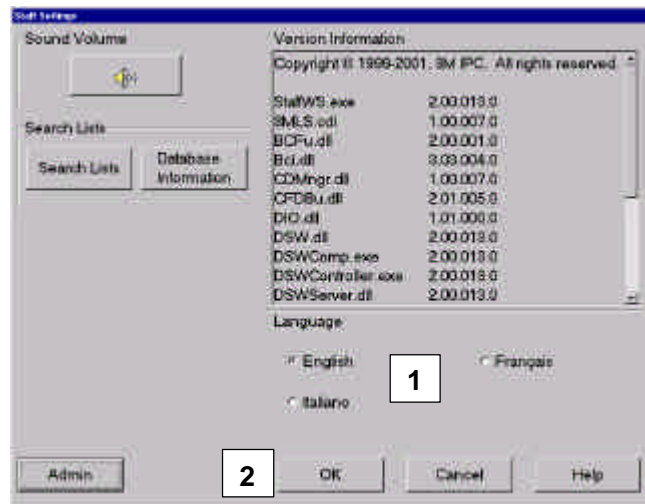 Staff Settings
Sound Volume
Search Lists
Search Lists
Database
Information
Version Information
Copyright © 1999-2001, 3M IPC. All rights reserved.
StaffWS.exe 2.00.013.0
3MLS.cdl 1.00.007.0
BCFu.dll 2.00.001.0
Bci.dll 3.03.004.0
CDMngr.dll 1.00.007.0
CFDBu.dll 2.01.005.0
DIO.dll 1.01.000.0
DSW.dll 2.00.013.0
DSWComp.exe 2.00.013.0
DSWController.exe 2.00.013.0
DSWServer.dll 2.00.013.0
Language
English
1
Français
Italiano
Admin
2
OK
Cancel
Help